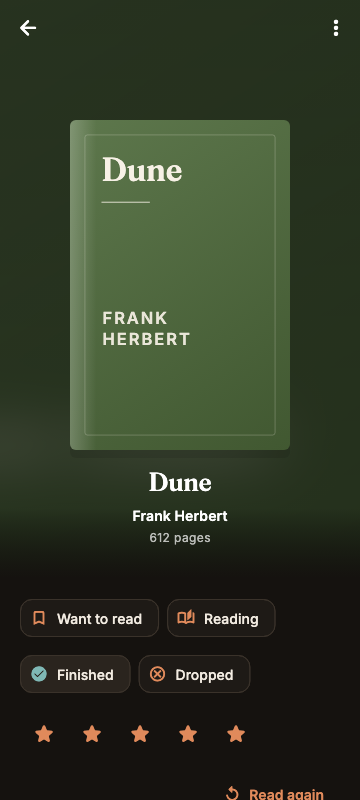 Dune
FRANK
HERBERT
Dune
Frank Herbert
612 pages
Want to read
Reading
Finished
Dropped
Read again